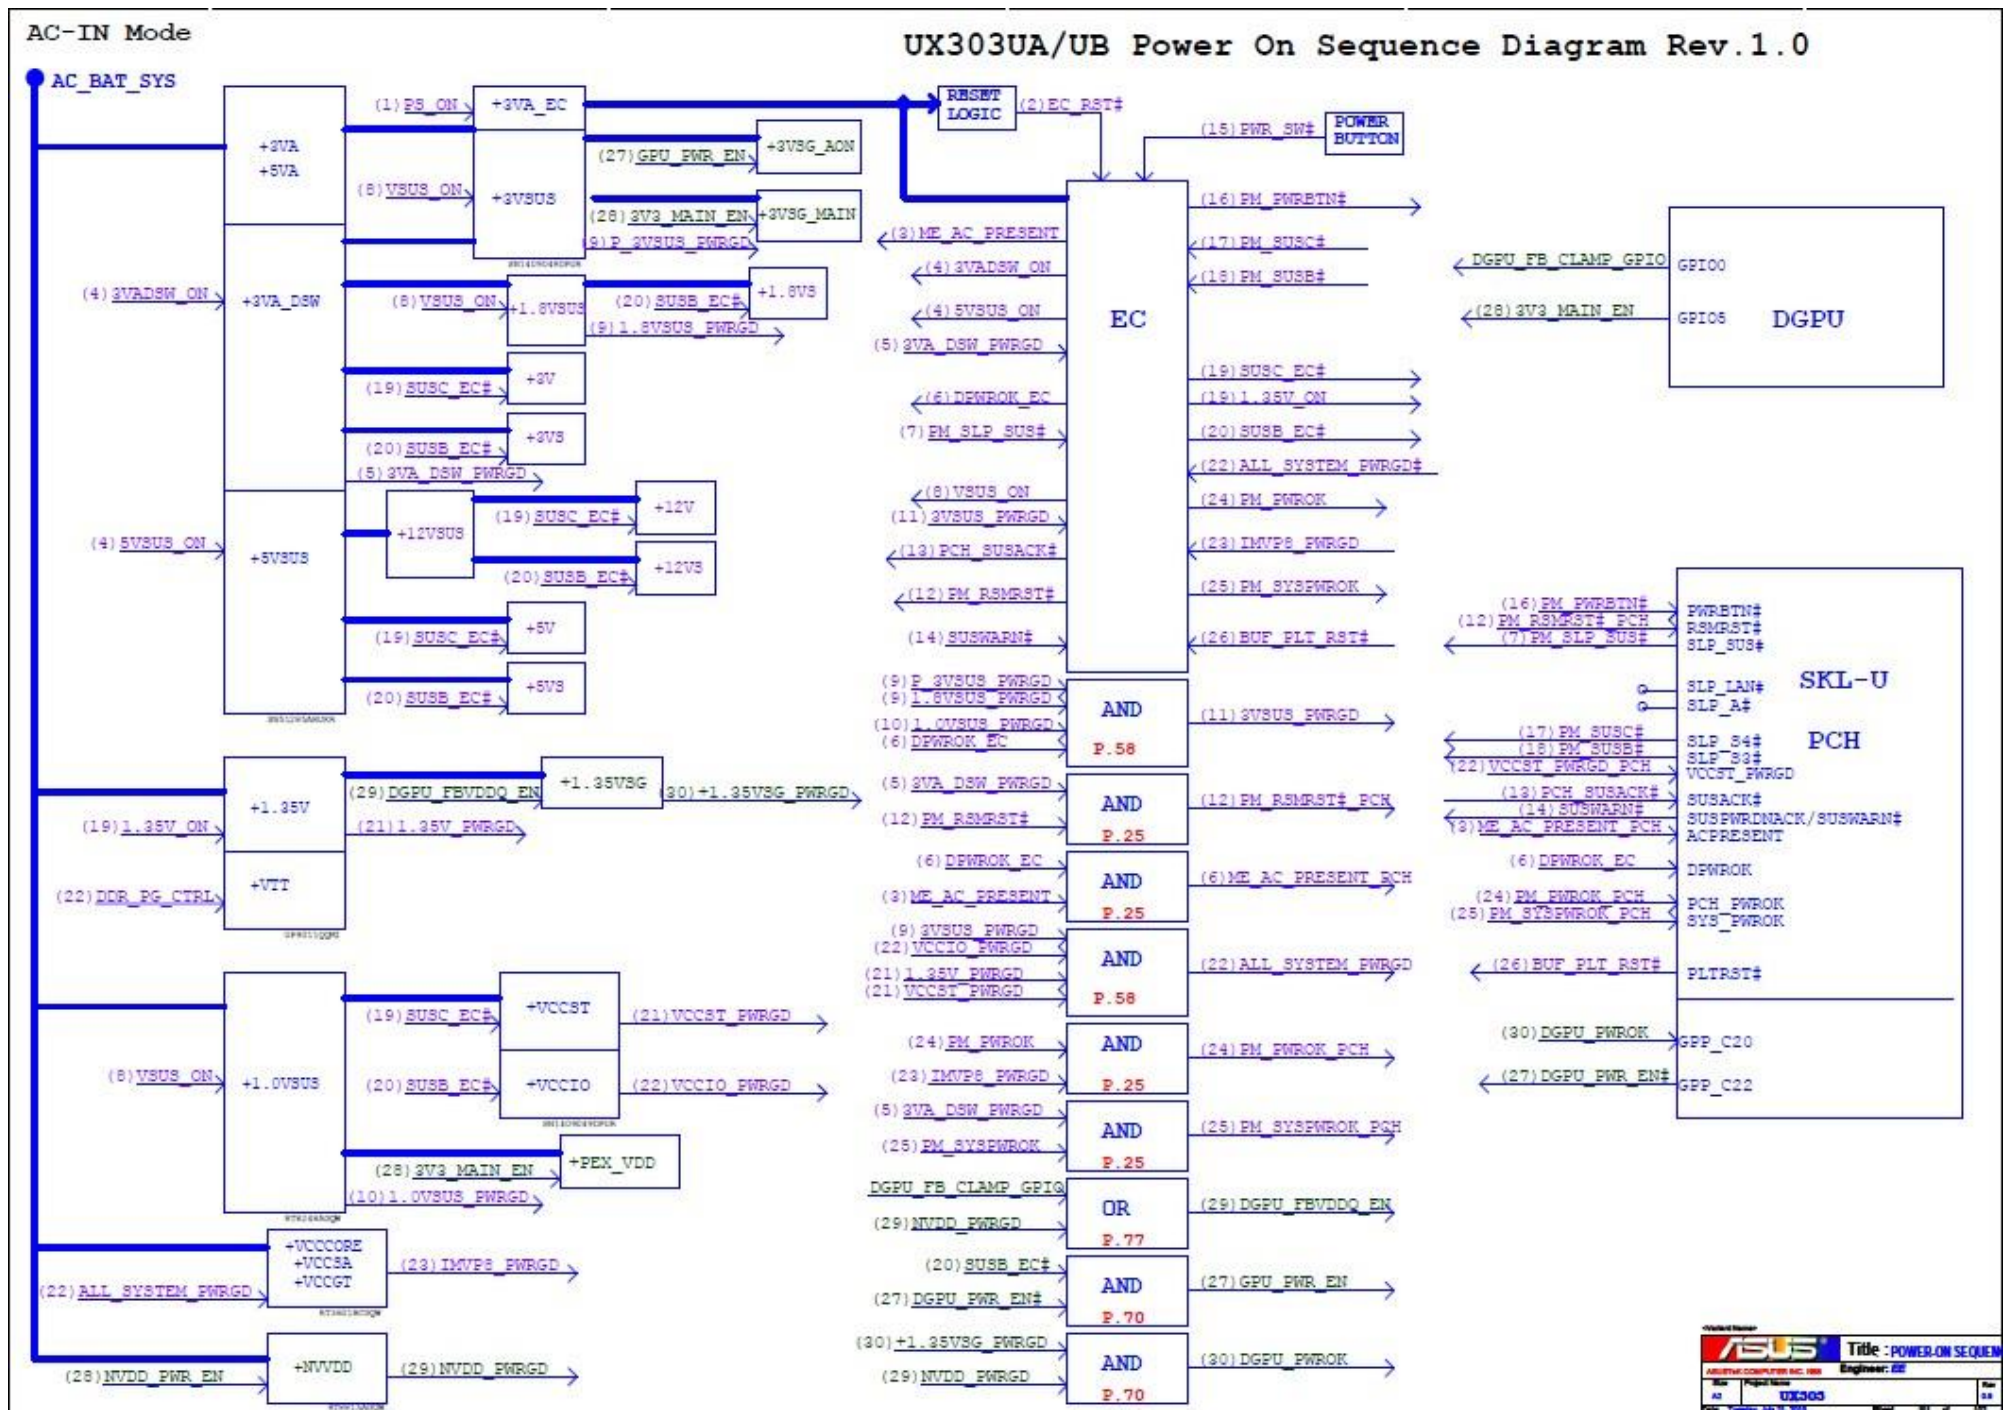 AC-IN Mode
UX303UA/UB Power On Sequence Diagram Rev.1.0
AC_BAT_SYS
+3VA
+5VA
(1)PS_ON
+3VA_EC
(8)VSUS_ON
+3VSUS
(27)GPU_PWR_EN
+3VSG_AON
(28)3V3_MAIN_EN
+3VSG_MAIN
(9)P_3VSUS_PWRGD
(4)3VADSW_ON
+3VA_DSW
(8)VSUS_ON
+1.8VSUS
(20)SUSB_EC#
+1.8VS
(9)1.8VSUS_PWRGD
(19)SUSC_EC#
+3V
(20)SUSB_EC#
+3VS
(5)3VA_DSW_PWRGD
(4)5VSUS_ON
+5VSUS
+12VSUS
(19)SUSC_EC#
+12V
(20)SUSB_EC#
+12VS
(19)SUSC_EC#
+5V
(20)SUSB_EC#
+5VS
(19)1.35V_ON
+1.35V
(29)DGPU_FBVDDQ_EN
+1.35VSG
(30)+1.35VSG_PWRGD
(21)1.35V_PWRGD
(22)DDR_PG_CTRL
+VTT
(8)VSUS_ON
+1.0VSUS
(19)SUSC_EC#
+VCCST
(21)VCCST_PWRGD
(20)SUSB_EC#
+VCCIO
(22)VCCIO_PWRGD
(28)3V3_MAIN_EN
+PEX_VDD
(10)1.0VSUS_PWRGD
+VCCCORE
+VCCSA
+VCCGT
(22)ALL_SYSTEM_PWRGD
(23)IMVP8_PWRGD
(28)NVDD_PWR_EN
+NVVDD
(29)NVDD_PWRGD
RESET
LOGIC
(2)EC_RST#
(15)PWR_SW#
POWER
BUTTON
EC
(3)ME_AC_PRESENT
(4)3VADSW_ON
(4)5VSUS_ON
(5)3VA_DSW_PWRGD
(6)DPWROK_EC
(7)PM_SLP_SUS#
(8)VSUS_ON
(11)3VSUS_PWRGD
(13)PCH_SUSACK#
(12)PM_RSMRST#
(14)SUSWARN#
(16)PM_PWRBTN#
(17)PM_SUSC#
(18)PM_SUSB#
(19)SUSC_EC#
(19)1.35V_ON
(20)SUSB_EC#
(22)ALL_SYSTEM_PWRGD#
(24)PM_PWROK
(23)IMVP8_PWRGD
(25)PM_SYSPWROK
(26)BUF_PLT_RST#
(9)P_3VSUS_PWRGD
(9)1.8VSUS_PWRGD
(10)1.0VSUS_PWRGD
(6)DPWROK_EC
AND
P.58
(11)3VSUS_PWRGD
(5)3VA_DSW_PWRGD
(12)PM_RSMRST#
AND
P.25
(12)PM_RSMRST#_PCH
(6)DPWROK_EC
(3)ME_AC_PRESENT
AND
P.25
(6)ME_AC_PRESENT_PCH
(9)3VSUS_PWRGD
(22)VCCIO_PWRGD
(21)1.35V_PWRGD
(21)VCCST_PWRGD
AND
P.58
(22)ALL_SYSTEM_PWRGD
(24)PM_PWROK
(23)IMVP8_PWRGD
AND
P.25
(24)PM_PWROK_PCH
(5)3VA_DSW_PWRGD
(25)PM_SYSPWROK
AND
P.25
(25)PM_SYSPWROK_PCH
DGPU_FB_CLAMP_GPIO
(29)NVDD_PWRGD
OR
P.77
(29)DGPU_FBVDDQ_EN
(20)SUSB_EC#
(27)DGPU_PWR_EN#
AND
P.70
(27)GPU_PWR_EN
(30)+1.35VSG_PWRGD
(29)NVDD_PWRGD
AND
P.70
(30)DGPU_PWROK
DGPU_FB_CLAMP_GPIO
GPIO0
(28)3V3_MAIN_EN
GPIO5
DGPU
SKL-U
PCH
(16)PM_PWRBTN#
PWRBTN#
(12)PM_RSMRST#_PCH
RSMRST#
(7)PM_SLP_SUS#
SLP_SUS#
SLP_LAN#
SLP_A#
(17)PM_SUSC#
SLP_S4#
(18)PM_SUSB#
SLP_S3#
(22)VCCST_PWRGD_PCH
VCCST_PWRGD
(13)PCH_SUSACK#
SUSACK#
(14)SUSWARN#
SUSPWRDNACK/SUSWARN#
(3)ME_AC_PRESENT_PCH
ACPRESENT
(6)DPWROK_EC
DPWROK
(24)PM_PWROK_PCH
PCH_PWROK
(25)PM_SYSPWROK_PCH
SYS_PWROK
(26)BUF_PLT_RST#
PLTRST#
(30)DGPU_PWROK
GPP_C20
(27)DGPU_PWR_EN#
GPP_C22
ASUS
Title : POWER-ON SEQUEN
Engineer: EE
Project Name
UX303